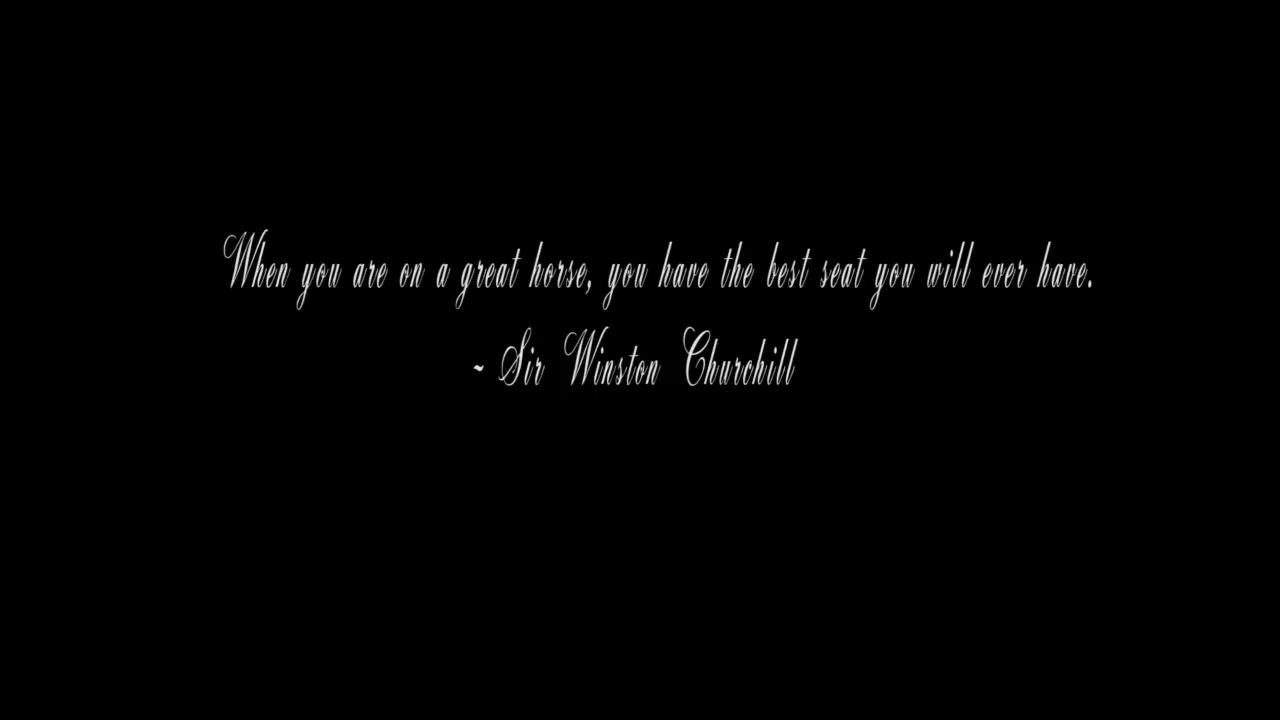 When you are on a great horse, you have the best seat you will ever have.
~ Sir Winston Churchill